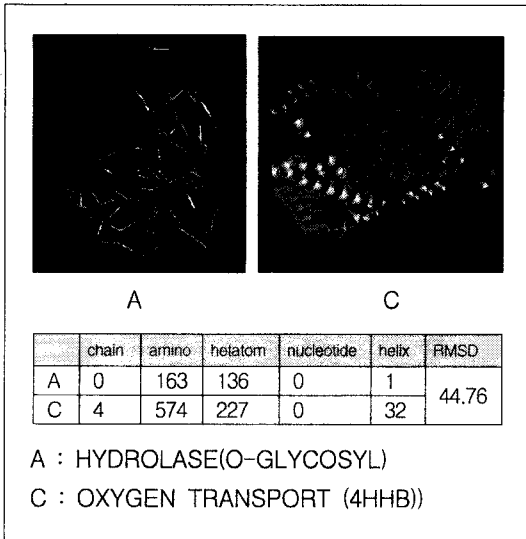 A C
chain amino hetatom nucleotide helix RMSD
A 0 163 136 0 1 44.76
C 4 574 227 0 32
A : HYDROLASE(O-GLYCOSYL)
C : OXYGEN TRANSPORT (4HHB))